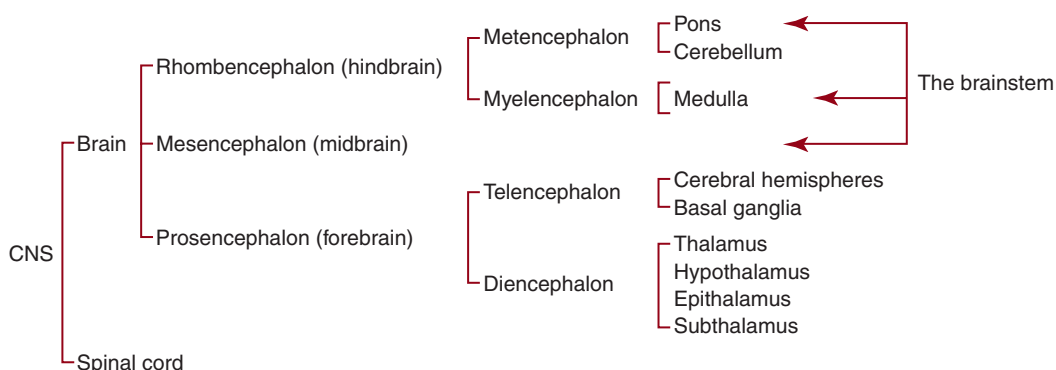 CNS
Brain
Spinal cord
Rhombencephalon (hindbrain)
Mesencephalon (midbrain)
Prosencephalon (forebrain)
Metencephalon
Myelencephalon
Telencephalon
Diencephalon
Pons
Cerebellum
Medulla
Cerebral hemispheres
Basal ganglia
Thalamus
Hypothalamus
Epithalamus
Subthalamus
The brainstem